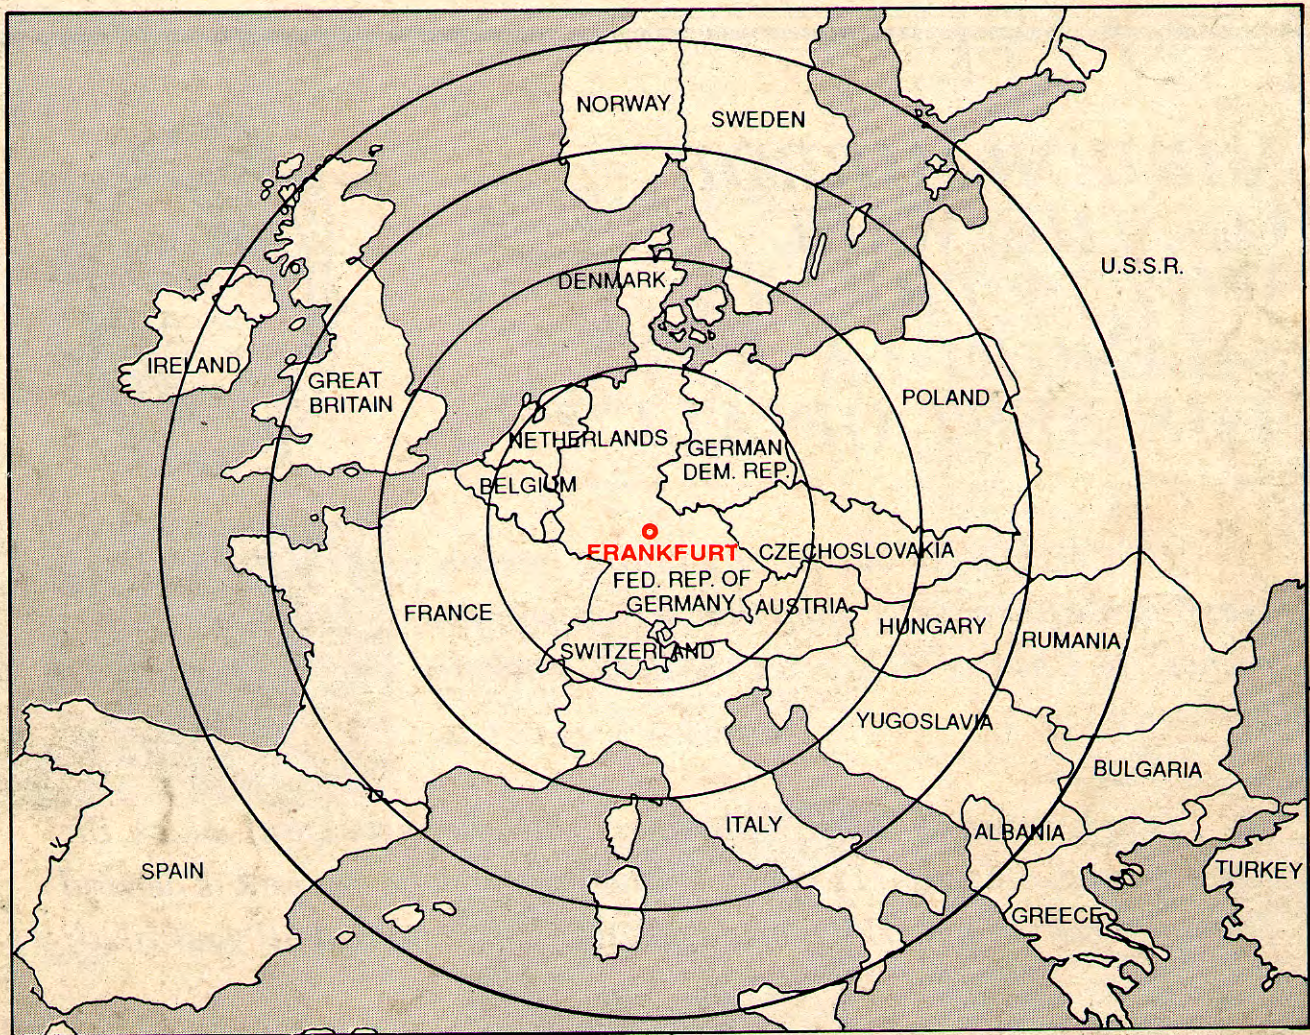 NORWAY
SWEDEN
U.S.S.R.
DENMARK
IRELAND
GREAT
BRITAIN
POLAND
NETHERLANDS
GERMAN
DEM. REP.
BELGIUM
FRANKFURT
CZECHOSLOVAKIA
FED. REP. OF
GERMANY
AUSTRIA
FRANCE
HUNGARY
RUMANIA
SWITZERLAND
YUGOSLAVIA
BULGARIA
ITALY
ALBANIA
SPAIN
TURKEY
GREECE